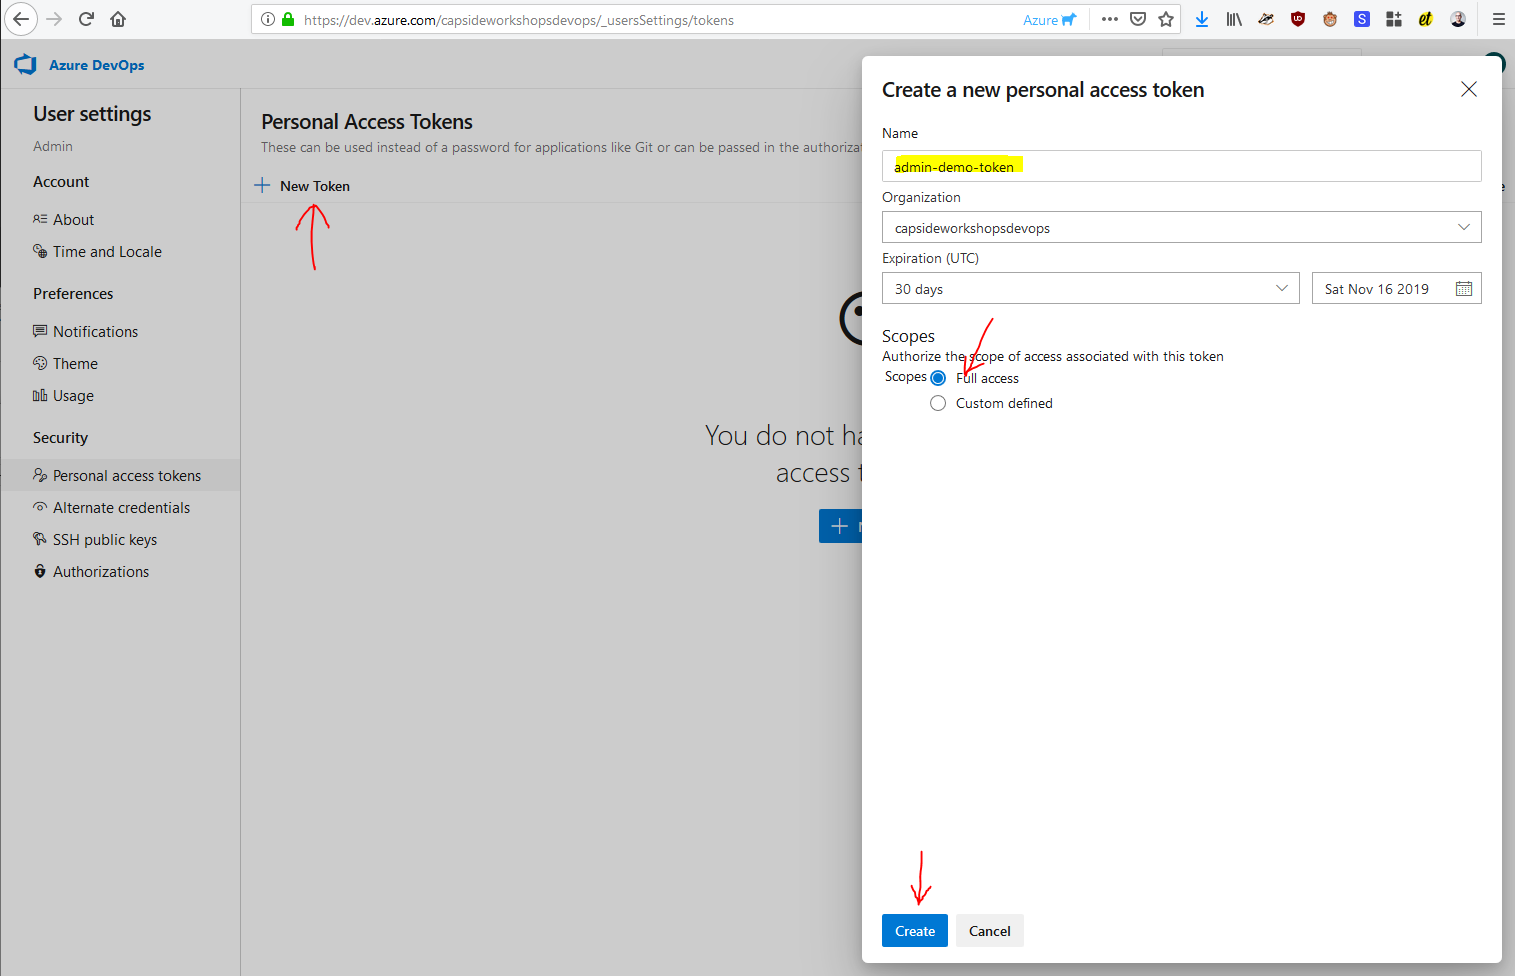 https://dev.azure.com/capsideworkshopsdevops/_usersSettings/tokens
Azure
Azure DevOps
User settings
Admin
Account
About
Time and Locale
Preferences
Notifications
Theme
Usage
Security
Personal access tokens
Alternate credentials
SSH public keys
Authorizations
Personal Access Tokens
These can be used instead of a password for applications like Git or can be passed in the
New Token
You do not
access
Create a new personal access token
Name
admin-demo-token
Organization
capsideworkshopsdevops
Expiration (UTC)
30 days
Sat Nov 16 2019
Scopes
Authorize the scope of access associated with this token
Scopes
Full access
Custom defined
Create
Cancel